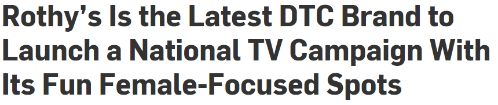 Rothy’s Is the Latest DTC Brand to
Launch a National TV Campaign With
Its Fun Female-Focused Spots